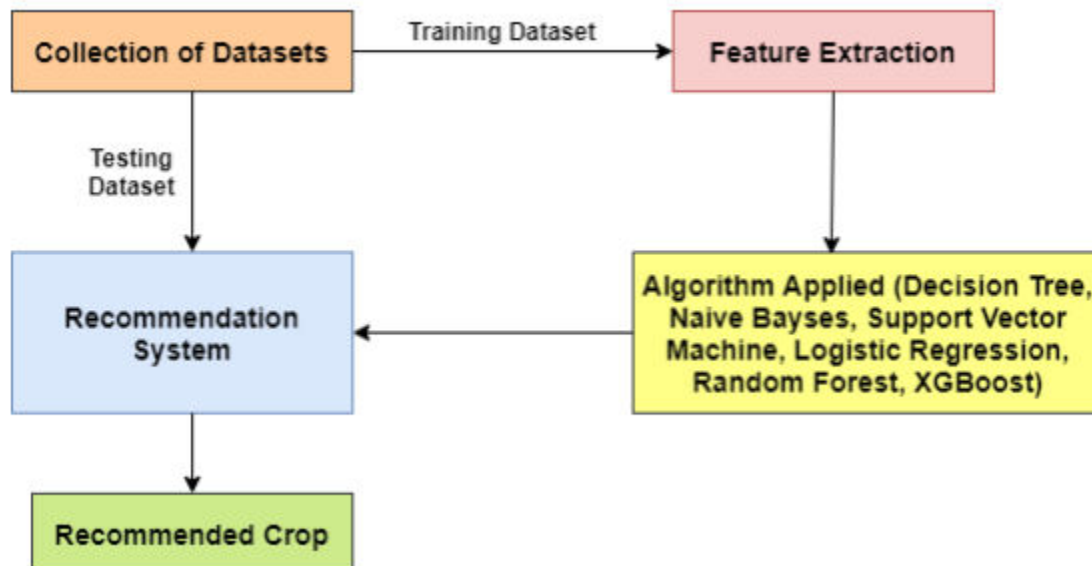 Collection of Datasets
Training Dataset
Feature Extraction
Testing
Dataset
Recommendation
System
Algorithm Applied (Decision Tree,
Naive Bayses, Support Vector
Machine, Logistic Regression,
Random Forest, XGBoost)
Recommended Crop